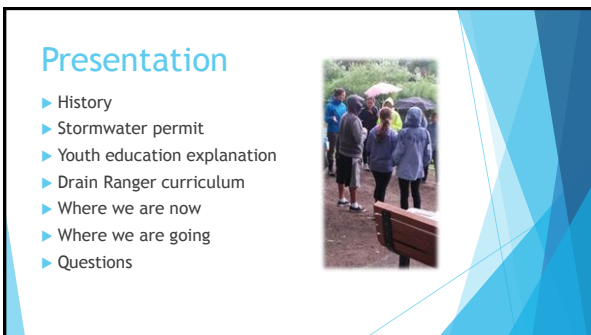 Presentation
History
Stormwater permit
Youth education explanation
Drain Ranger curriculum
Where we are now
Where we are going
Questions